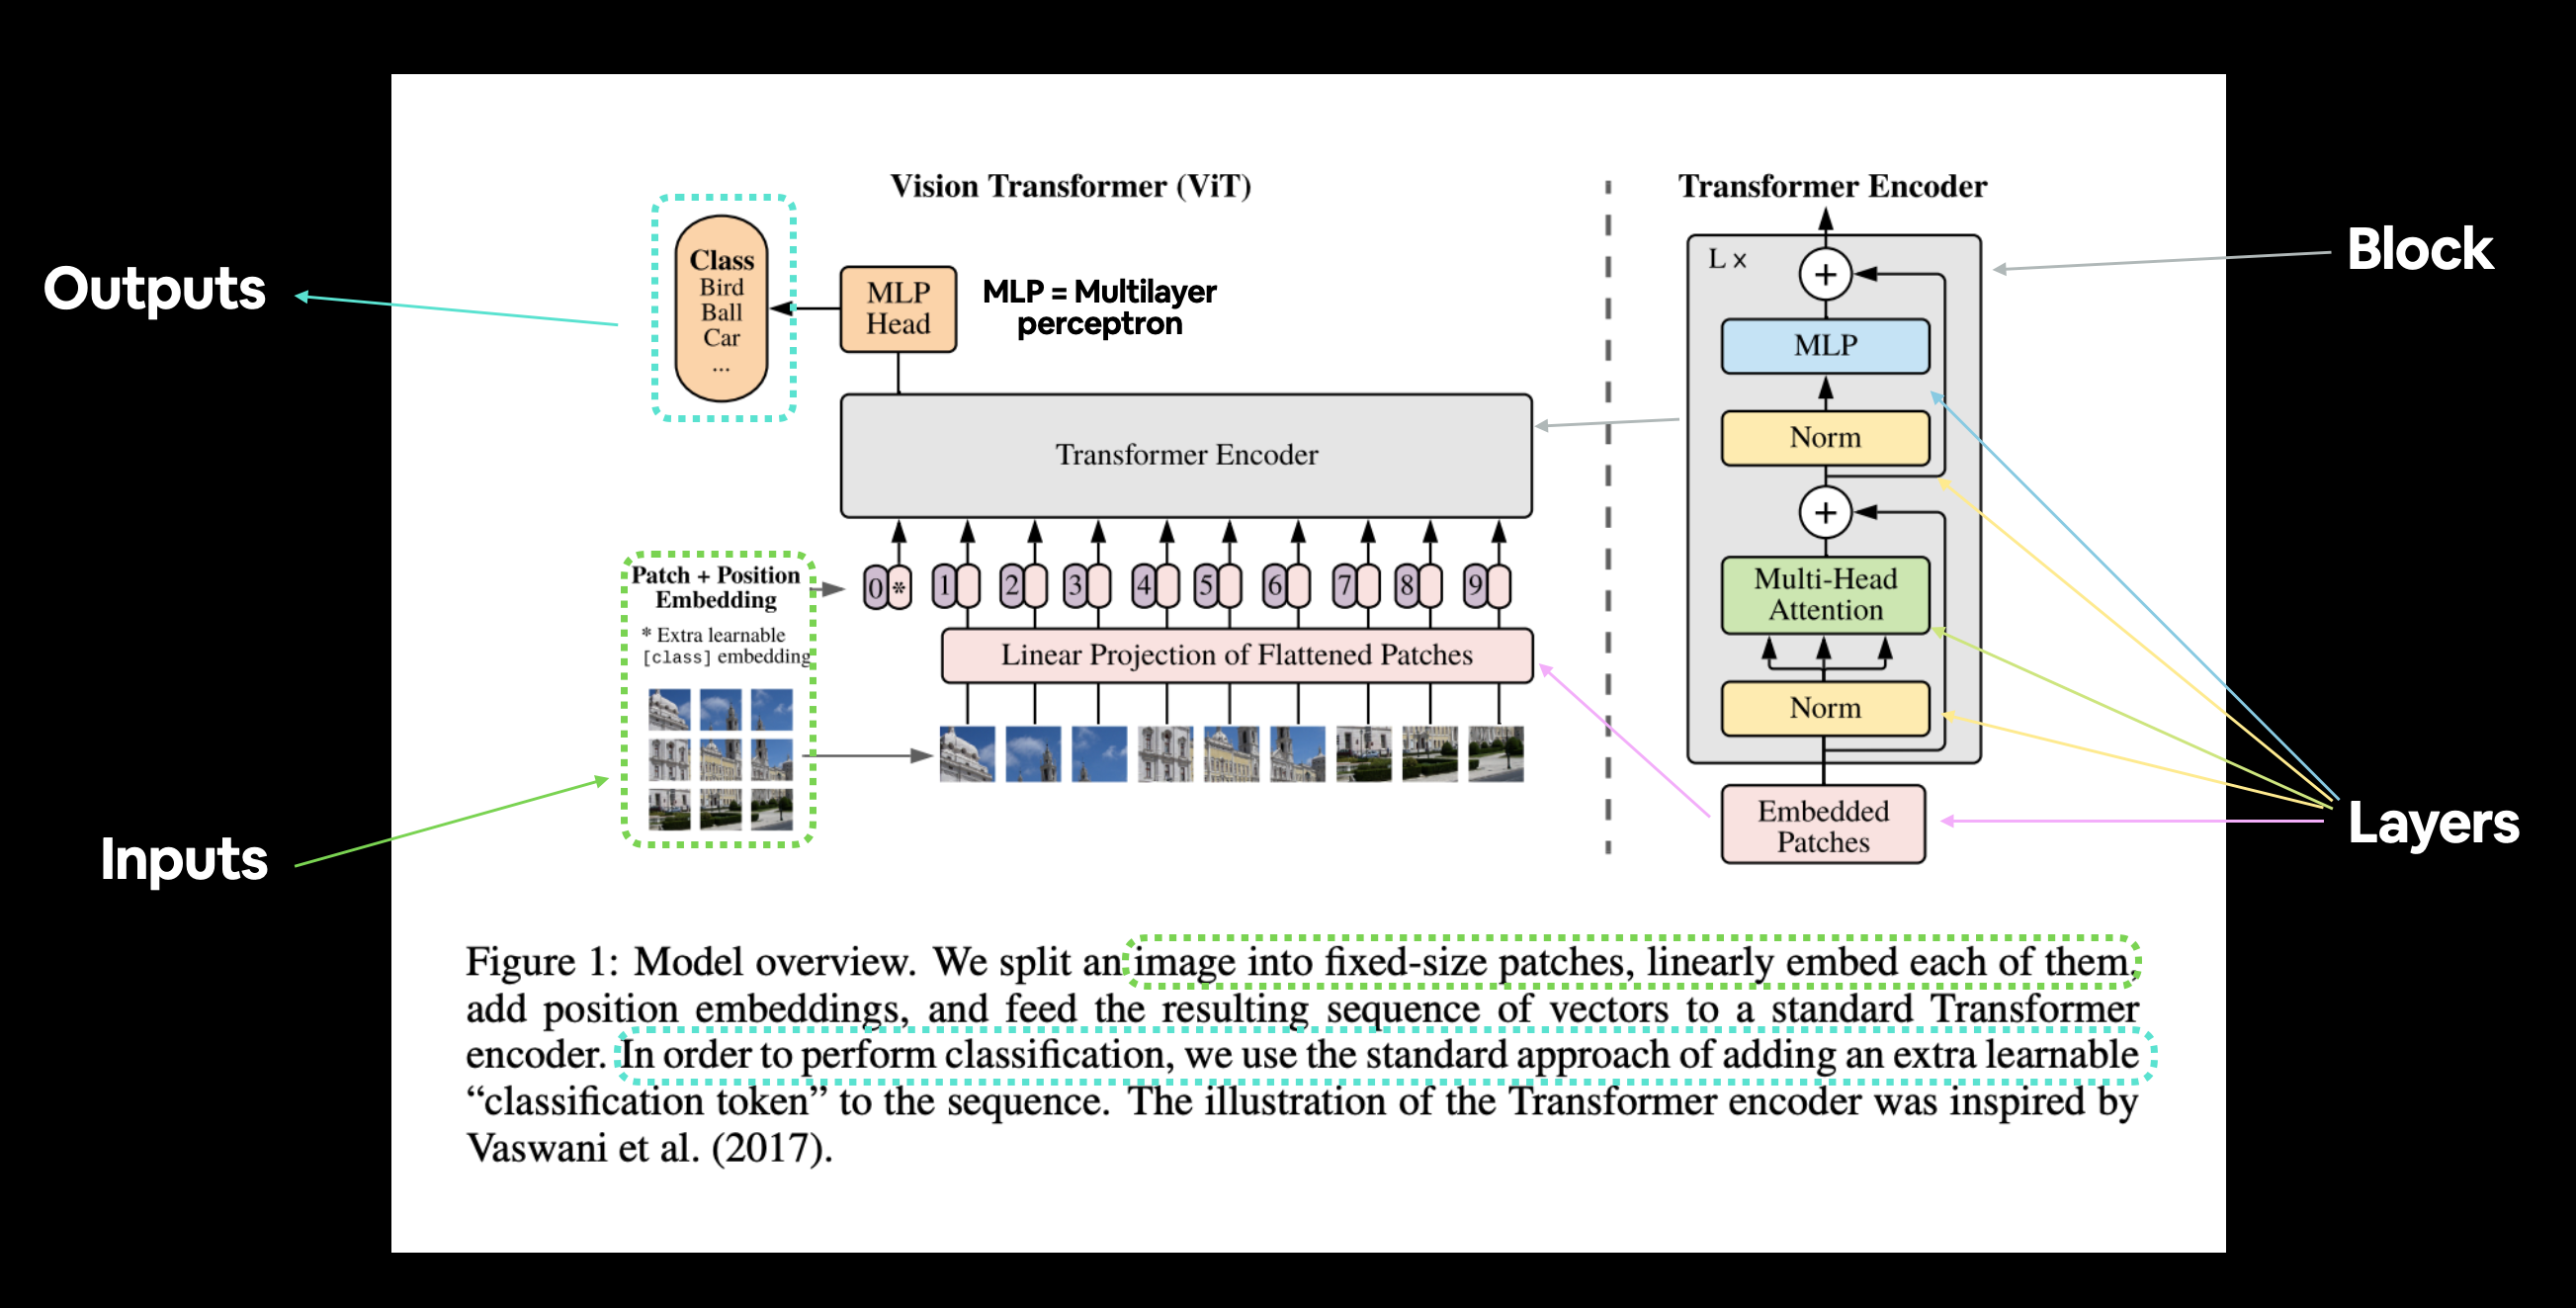 Vision Transformer (ViT)
Transformer Encoder
Outputs
Class
Bird
Ball
Car
...
MLP
Head
MLP = Multilayer
perceptron
Transformer Encoder
Patch + Position
Embedding
* Extra learnable
[class] embedding
0 * 1 2 3 4 5 6 7 8 9
Linear Projection of Flattened Patches
Inputs
L x
+
MLP
Norm
+
Multi-Head
Attention
Norm
Embedded
Patches
Block
Layers
Figure 1: Model overview. We split an image into fixed-size patches, linearly embed each of them,
add position embeddings, and feed the resulting sequence of vectors to a standard Transformer
encoder. In order to perform classification, we use the standard approach of adding an extra learnable
“classification token” to the sequence. The illustration of the Transformer encoder was inspired by
Vaswani et al. (2017).